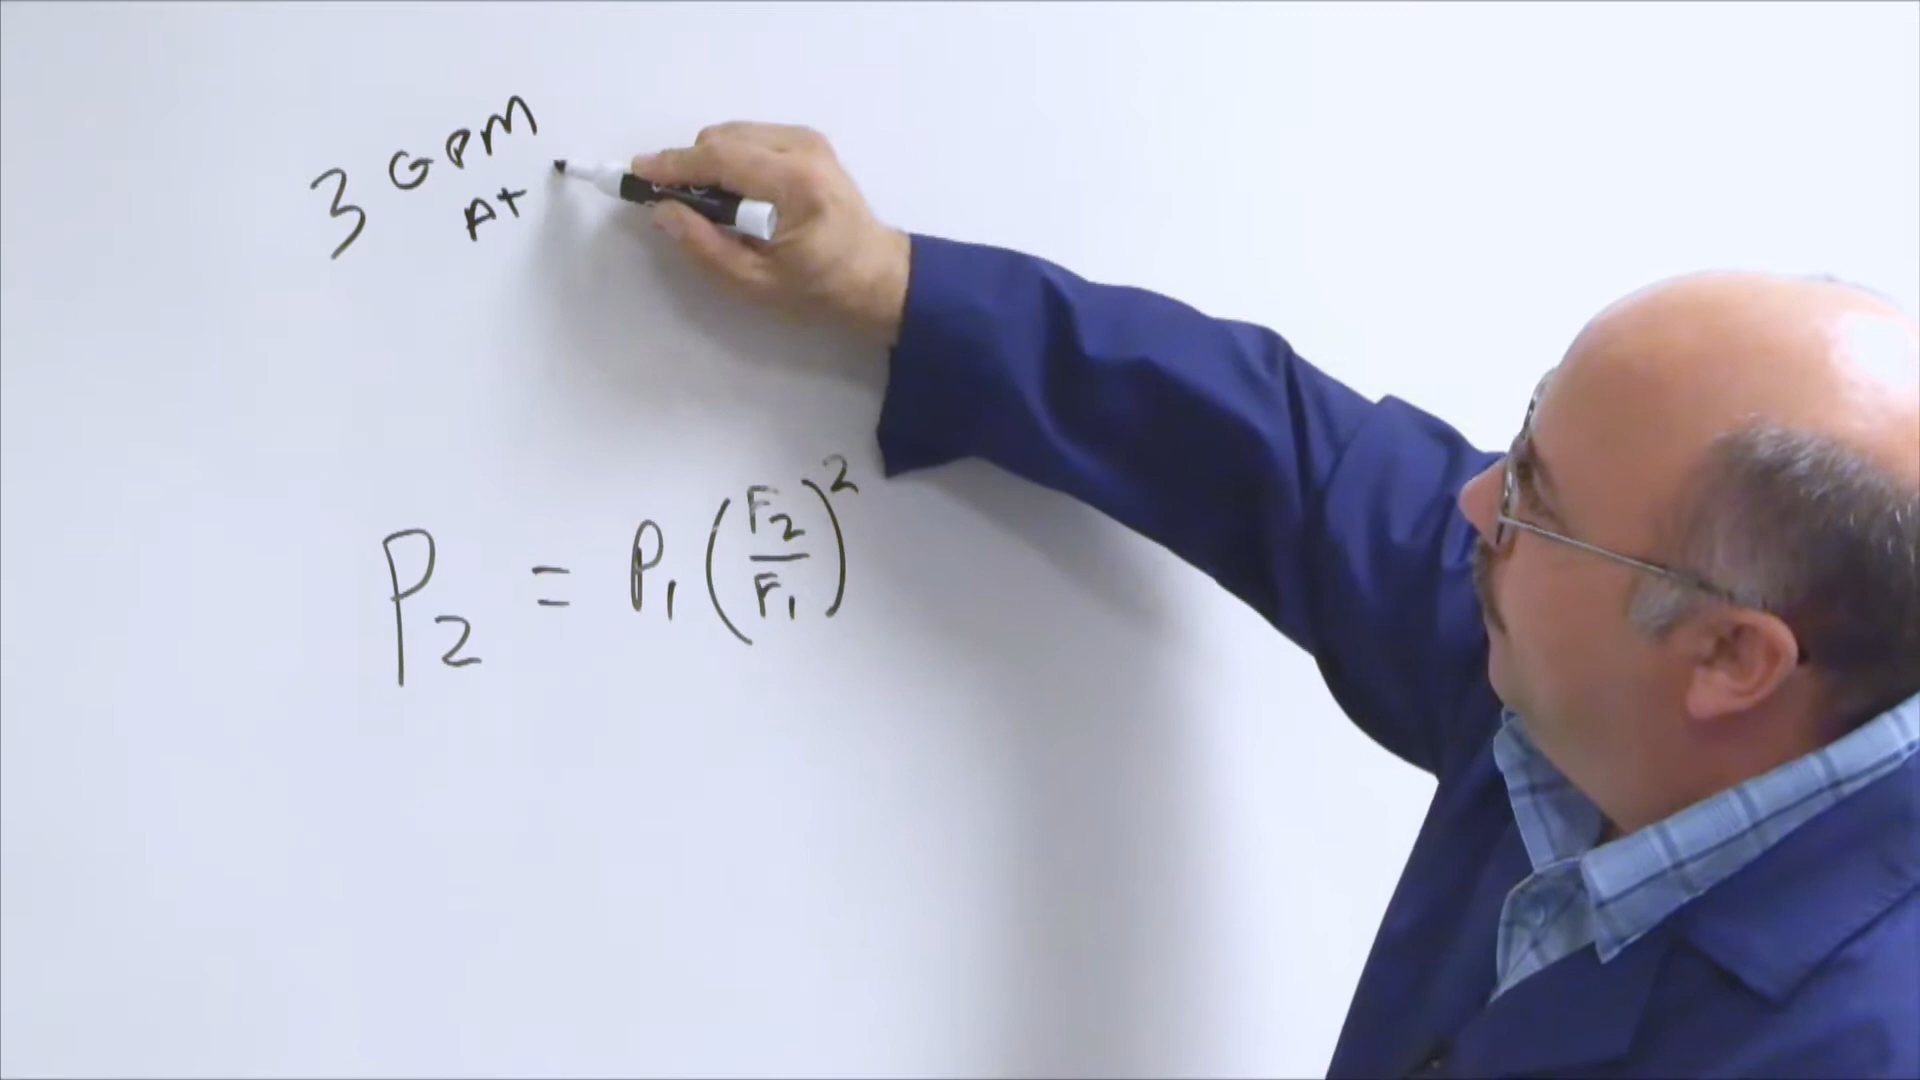 3 GPM
At
P₂ = P₁ (F₂/F₁)²